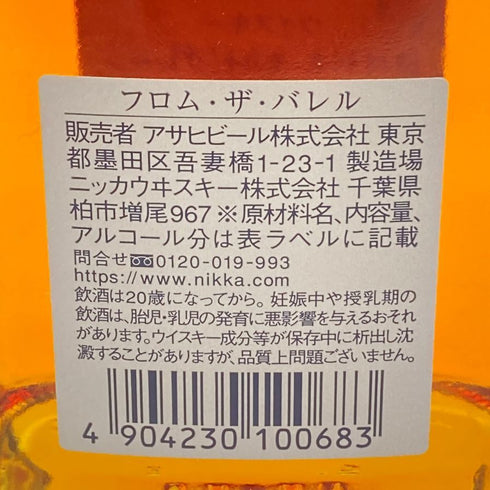 フロム・ザ・バレル
販売者 アサヒビール株式会社 東京
都墨田区吾妻橋1-23-1 製造場
ニッカウヰスキー株式会社 千葉県
柏市増尾967 ※原材料名、内容量、
アルコール分は表ラベルに記載
問合せ 0120-019-993
https://www.nikka.com
飲酒は20歳になってから。妊娠中や授乳期の
飲酒は、胎児・乳児の発育に悪影響を与えるおそれ
があります。ウイスキー成分等が保存中に析出し沈
澱することがありますが、品質上問題ございません。
4 904230 100683